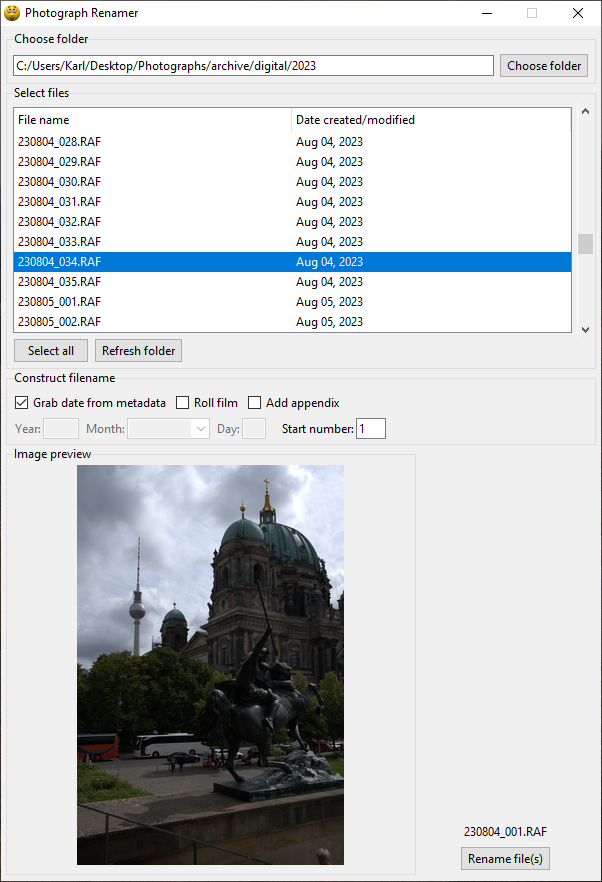 Photograph Renamer
Choose folder
C:/Users/Karl/Desktop/Photographs/archive/digital/2023 Choose folder
Select files
File name Date created/modified
230804_028.RAF Aug 04, 2023
230804_029.RAF Aug 04, 2023
230804_030.RAF Aug 04, 2023
230804_031.RAF Aug 04, 2023
230804_032.RAF Aug 04, 2023
230804_033.RAF Aug 04, 2023
230804_034.RAF Aug 04, 2023
230804_035.RAF Aug 04, 2023
230805_001.RAF Aug 05, 2023
230805_002.RAF Aug 05, 2023
Select all Refresh folder
Construct filename
Grab date from metadata Roll film Add appendix
Year: Month: Day: Start number: 1
Image preview
230804_001.RAF
Rename file(s)